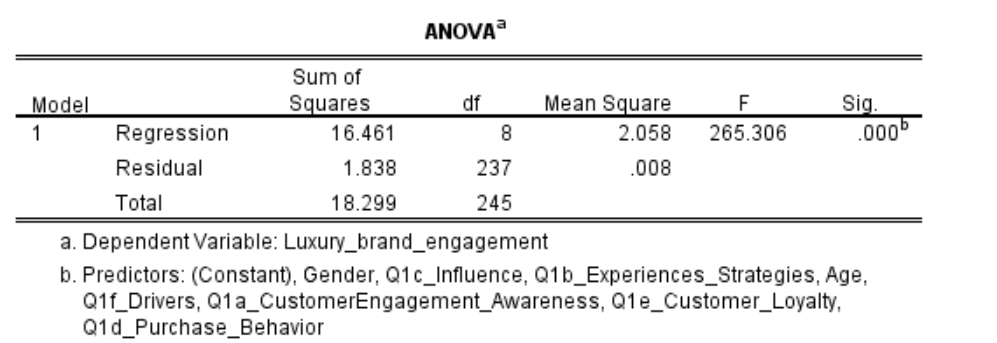 ANOVAa
Sum of
Model Squares df Mean Square F Sig.
1 Regression 16.461 8 2.058 265.306 .000b
Residual 1.838 237 .008
Total 18.299 245
a. Dependent Variable: Luxury_brand_engagement
b. Predictors: (Constant), Gender, Q1c_Influence, Q1b_Experiences_Strategies, Age,
Q1f_Drivers, Q1a_CustomerEngagement_Awareness, Q1e_Customer_Loyalty,
Q1d_Purchase_Behavior